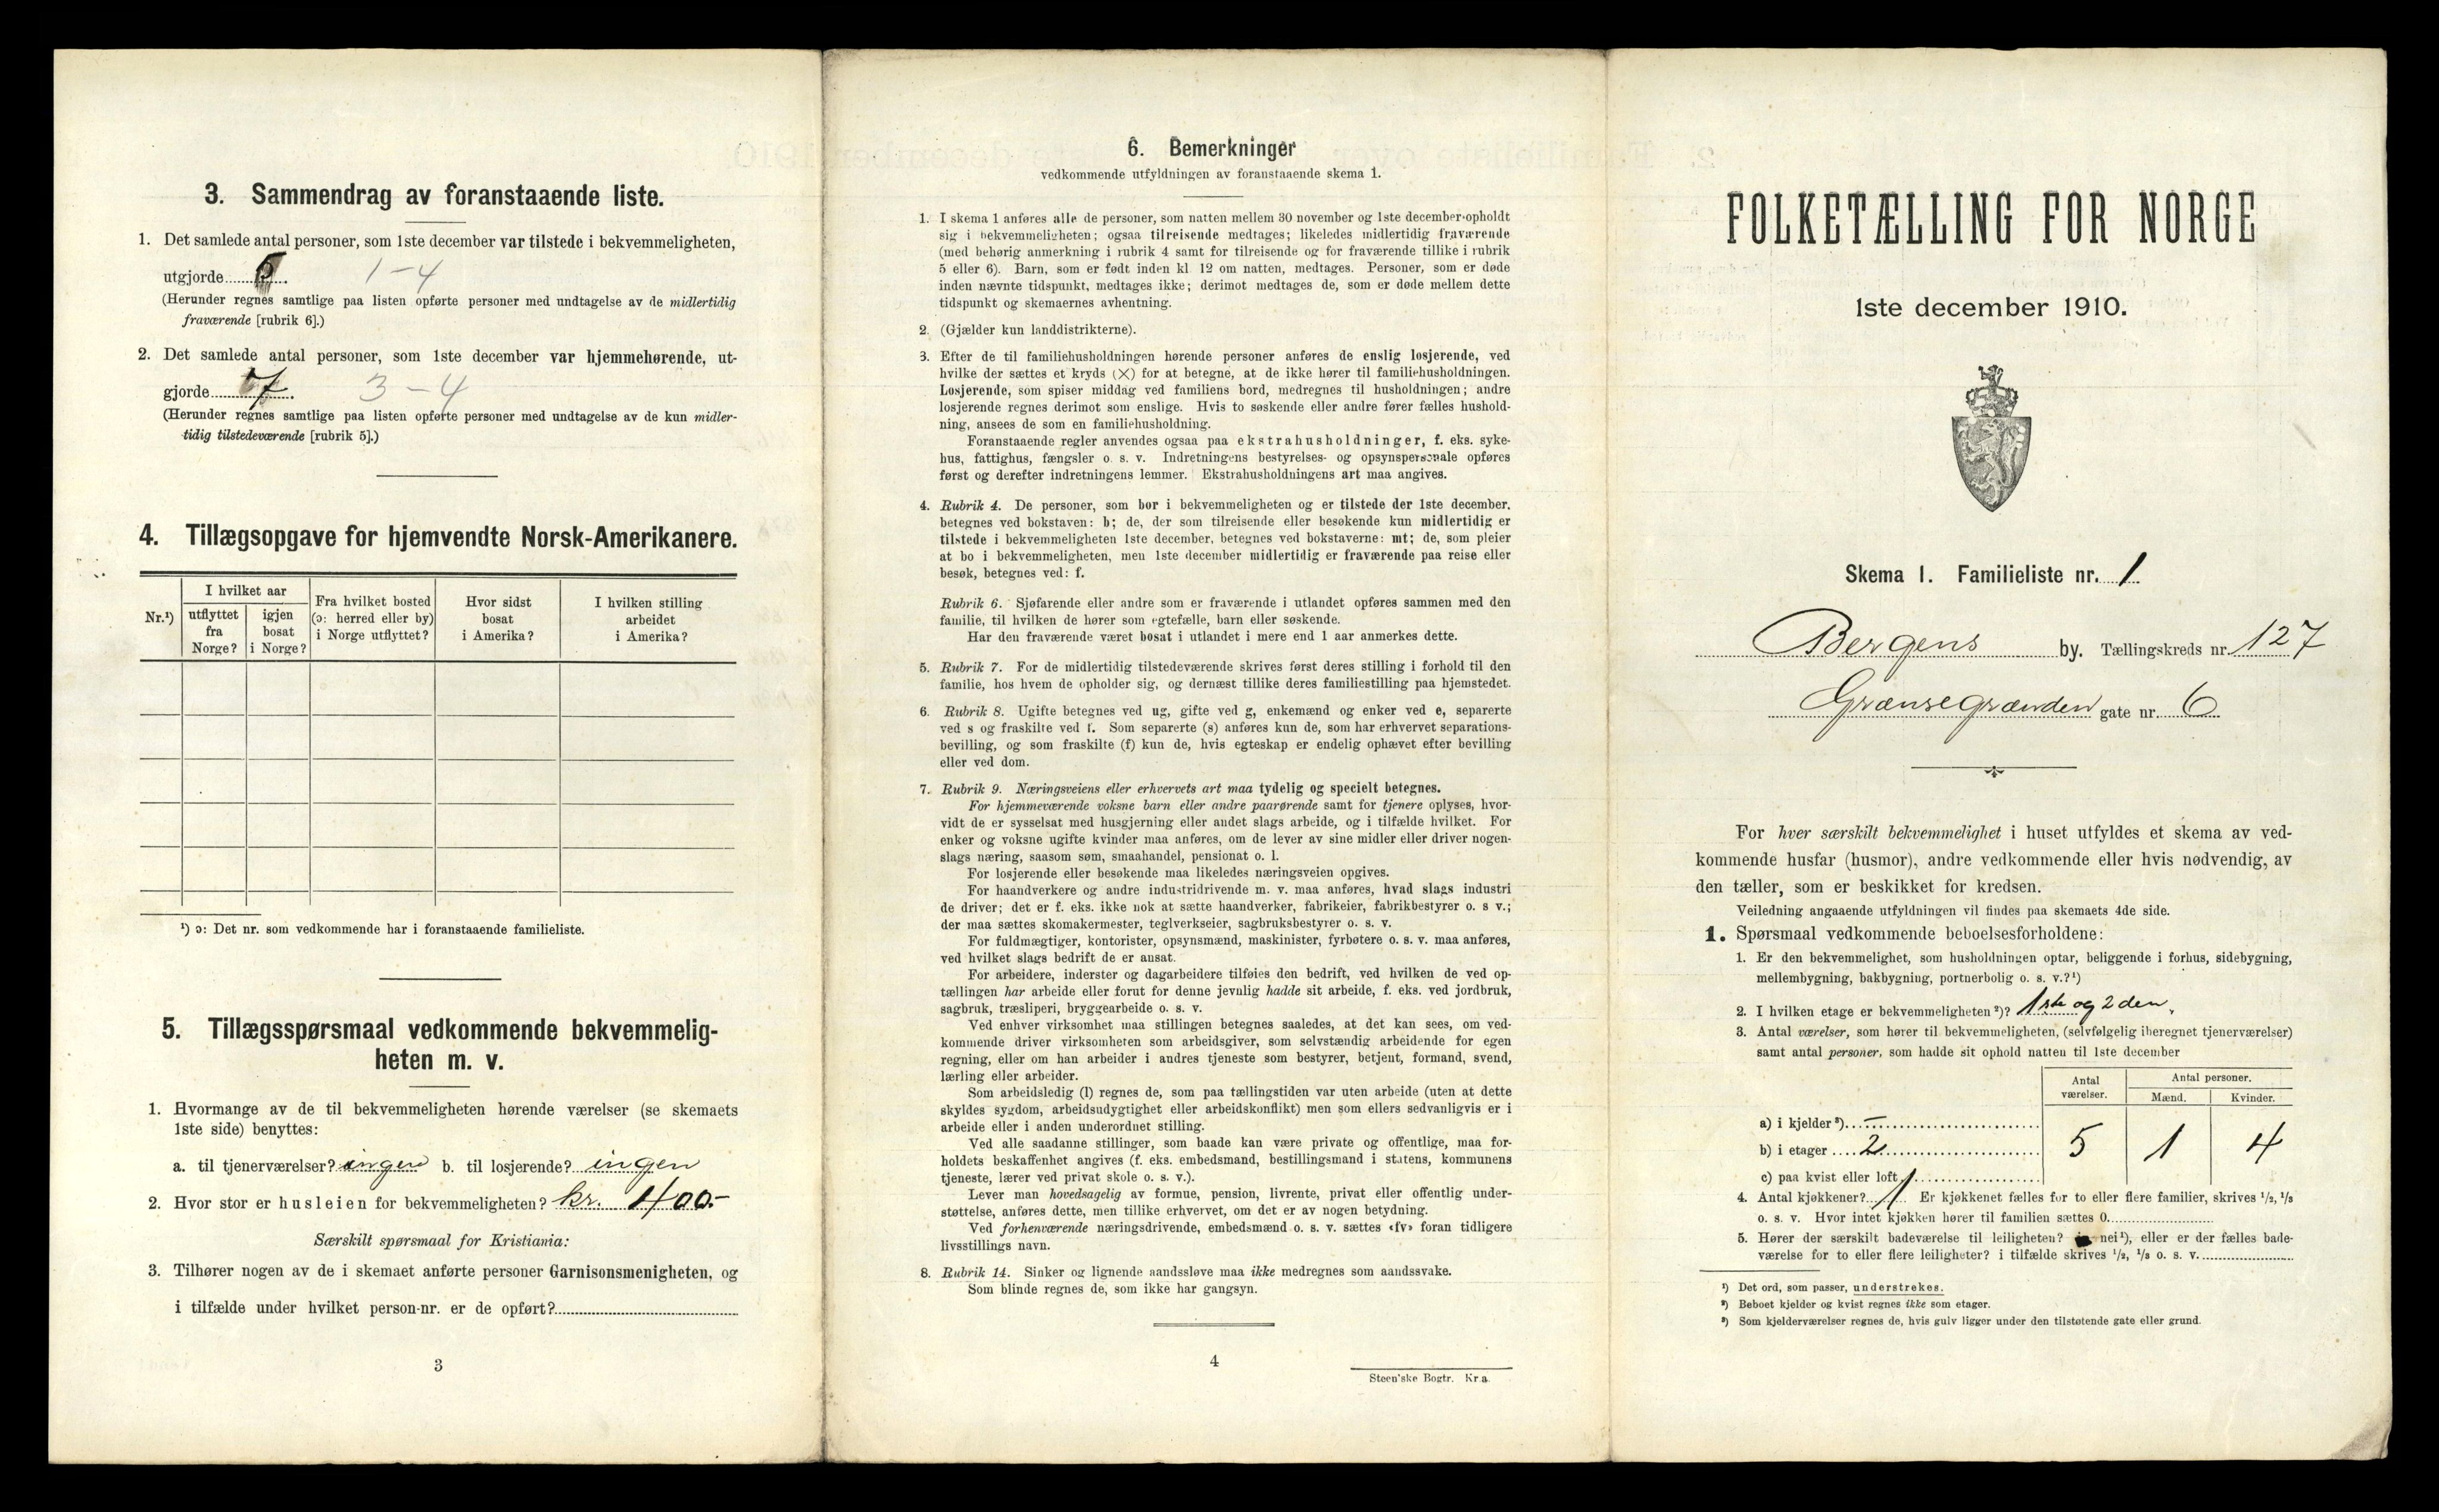 3. Sammendrag av foranstaaende liste.
1. Det samlede antal personer, som 1ste december var tilstede i bekvemmeligheten,
utgjorde 5 1-4
(Herunder regnes samtlige paa listen opførte personer med undtagelse av de midlertidig
fraværende [rubrik 6].)
2. Det samlede antal personer, som 1ste december var hjemmehørende, ut-
gjorde 7 3-4
(Herunder regnes samtlige paa listen opførte personer med undtagelse av de kun midler-
tidig tilstedeværende [rubrik 5].)
4. Tillægsopgave for hjemvendte Norsk-Amerikanere.
Nr.¹)
I hvilket aar
utflyttet fra Norge?
igjen bosat i Norge?
Fra hvilket bosted (ɔ: herred eller by) i Norge utflyttet?
Hvor sidst bosat i Amerika?
I hvilken stilling arbeidet i Amerika?
¹) ɔ: Det nr. som vedkommende har i foranstaaende familieliste.
5. Tillægsspørsmaal vedkommende bekvemmelig-
heten m. v.
1. Hvormange av de til bekvemmeligheten hørende værelser (se skemaets
1ste side) benyttes:
a. til tjenerværelser? ingen b. til losjerende? ingen
2. Hvor stor er husleien for bekvemmeligheten? kr. 400-
Særskilt spørsmaal for Kristiania:
3. Tilhører nogen av de i skemaet anførte personer Garnisonsmenigheten, og
i tilfælde under hvilket person-nr. er de opført?
3
6. Bemerkninger
vedkommende utfyldningen av foranstaaende skema 1.
1. I skema 1 anføres alle de personer, som natten mellem 30 november og 1ste december opholdt
sig i bekvemmeligheten; ogsaa tilreisende medtages; likeledes midlertidig fraværende
(med behørig anmerkning i rubrik 4 samt for tilreisende og for fraværende tillike i rubrik
5 eller 6). Barn, som er født inden kl 12 om natten, medtages. Personer, som er døde
inden nævnte tidspunkt, medtages ikke; derimot medtages de, som er døde mellem dette
tidspunkt og skemaernes avhentning.
2. (Gjælder kun landdistrikterne).
3. Efter de til familiehusholdningen hørende personer anføres de enslig losjerende, ved
hvilke der sættes et kryds (×) for at betegne, at de ikke hører til familiehusholdningen.
Losjerende, som spiser middag ved familiens bord, medregnes til husholdningen; andre
losjerende regnes derimot som enslige. Hvis to søskende eller andre fører fælles hushold-
ning, ansees de som en familiehusholdning.
Foranstaaende regler anvendes ogsaa paa ekstrahusholdninger, f. eks. syke-
hus, fattighus, fængsler o. s. v. Indretningens bestyrelses- og opsynspersonale opføres
først og derefter indretningens lemmer. Ekstrahusholdningens art maa angives.
4. Rubrik 4. De personer, som bor i bekvemmeligheten og er tilstede der 1ste december,
betegnes ved bokstaven: b; de, der som tilreisende eller besøkende kun midlertidig er
tilstede i bekvemmeligheten 1ste december, betegnes ved bokstaverne: mt; de, som pleier
at bo i bekvemmeligheten, men 1ste december midlertidig er fraværende paa reise eller
besøk, betegnes ved: f.
Rubrik 6. Sjøfarende eller andre som er fraværende i utlandet opføres sammen med den
familie, til hvilken de hører som egtefælle, barn eller søskende.
Har den fraværende været bosat i utlandet i mere end 1 aar anmerkes dette.
5. Rubrik 7. For de midlertidig tilstedeværende skrives først deres stilling i forhold til den
familie, hos hvem de opholder sig, og dernæst tillike deres familiestilling paa hjemstedet.
6. Rubrik 8. Ugifte betegnes ved ug, gifte ved g, enkemænd og enker ved e, separerte
ved s og fraskilte ved f. Som separerte (s) anføres kun de, som har erhvervet separations-
bevilling, og som fraskilte (f) kun de, hvis egteskap er endelig ophævet efter bevilling
eller ved dom.
7. Rubrik 9. Næringsveiens eller erhvervets art maa tydelig og specielt betegnes.
For hjemmeværende voksne barn eller andre paarørende samt for tjenere oplyses, hvor-
vidt de er sysselsat med husgjerning eller andet slags arbeide, og i tilfælde hvilket. For
enker og voksne ugifte kvinder maa anføres, om de lever av sine midler eller driver nogen-
slags næring, saasom søm, smaahandel, pensionat o. l.
For losjerende eller besøkende maa likeledes næringsveien opgives.
For haandverkere og andre industridrivende m. v. maa anføres, hvad slags industri
de driver; det er f. eks. ikke nok at sætte haandverker, fabrikeier, fabrikbestyrer o. s v.;
der maa sættes skomakermester, teglverkseier, sagbruksbestyrer o. s. v.
For fuldmægtiger, kontorister, opsynsmænd, maskinister, fyrbøtere o. s. v. maa anføres,
ved hvilket slags bedrift de er ansat.
For arbeidere, inderster og dagarbeidere tilføies den bedrift, ved hvilken de ved op-
tællingen har arbeide eller forut for denne jevnlig hadde sit arbeide, f. eks. ved jordbruk,
sagbruk, træsliperi, bryggearbeide o. s. v.
Ved enhver virksomhet maa stillingen betegnes saaledes, at det kan sees, om ved-
kommende driver virksomheten som arbeidsgiver, som selvstændig arbeidende for egen
regning, eller om han arbeider i andres tjeneste som bestyrer, betjent, formand, svend,
lærling eller arbeider.
Som arbeidsledig (l) regnes de, som paa tællingstiden var uten arbeide (uten at dette
skyldes sygdom, arbeidsudygtighet eller arbeidskonflikt) men som ellers sedvanligvis er i
arbeide eller i anden underordnet stilling.
Ved alle saadanne stillinger, som baade kan være private og offentlige, maa for-
holdets beskaffenhet angives (f. eks. embedsmand, bestillingsmand i statens, kommunens
tjeneste, lærer ved privat skole o. s. v.).
Lever man hovedsagelig av formue, pension, livrente, privat eller offentlig under-
støttelse, anføres dette, men tillike erhvervet, om det er av nogen betydning.
Ved forhenværende næringsdrivende, embedsmænd o. s. v. sættes «fv» foran tidligere
livsstillings navn.
8. Rubrik 14. Sinker og lignende aandssløve maa ikke medregnes som aandssvake.
Som blinde regnes de, som ikke har gangsyn.
4
Steen'ske Bogtr. Kr.a.
FOLKETÆLLING FOR NORGE
1ste december 1910.
Skema 1. Familieliste nr. 1
Bergens by. Tællingskreds nr. 127
Grænsegrænden gate nr. 6
For hver særskilt bekvemmelighet i huset utfyldes et skema av ved-
kommende husfar (husmor), andre vedkommende eller hvis nødvendig, av
den tæller, som er beskikket for kredsen.
Veiledning angaaende utfyldningen vil findes paa skemaets 4de side.
1. Spørsmaal vedkommende beboelsesforholdene:
1. Er den bekvemmelighet, som husholdningen optar, beliggende i forhus, sidebygning,
mellembygning, bakbygning, portnerbolig o. s. v.?¹)
2. I hvilken etage er bekvemmeligheten²)? 1ste og 2den.
3. Antal værelser, som hører til bekvemmeligheten, (selvfølgelig iberegnet tjenerværelser)
samt antal personer, som hadde sit ophold natten til 1ste december
Antal værelser. Antal personer.
Mænd. Kvinder.
a) i kjelder³) -
b) i etager 2 5 1 4
c) paa kvist eller loft 1
4. Antal kjøkkener? 1 Er kjøkkenet fælles for to eller flere familier, skrives 1/2, 1/3
o. s. v. Hvor intet kjøkken hører til familien sættes 0.
5. Hører der særskilt badeværelse til leiligheten? nei¹), eller er der fælles bade-
værelse for to eller flere leiligheter? i tilfælde skrives 1/2, 1/3 o. s. v.
¹) Det ord, som passer, understrekes.
²) Beboet kjelder og kvist regnes ikke som etager.
³) Som kjelderværelser regnes de, hvis gulv ligger under den tilstøtende gate eller grund.